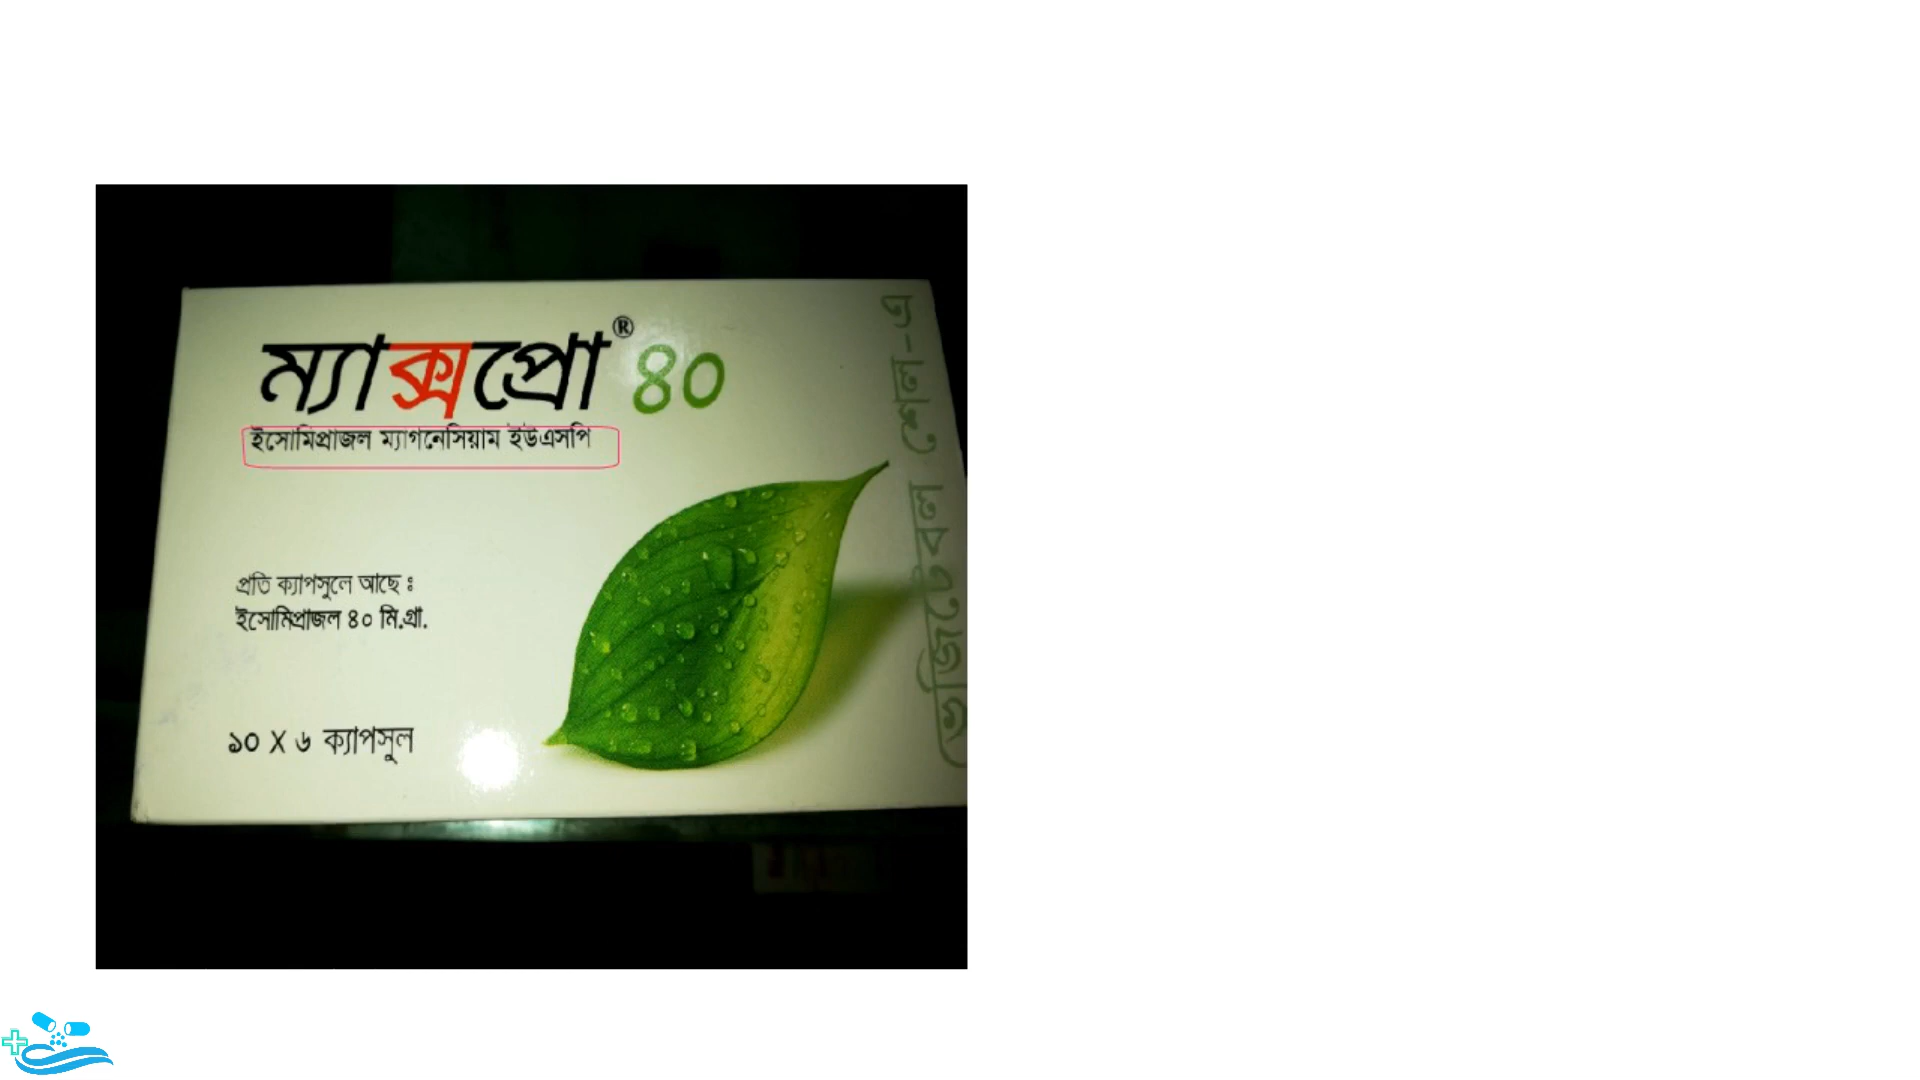 ম্যাক্সপ্রো® ৪০
ইসোমিপ্রাজল ম্যাগনেসিয়াম ইউএসপি
প্রতি ক্যাপসুলে আছে ঃ
ইসোমিপ্রাজল ৪০ মি.গ্রা.
১০ X ৬ ক্যাপসুল
ভেজিটেবল শেল-এ